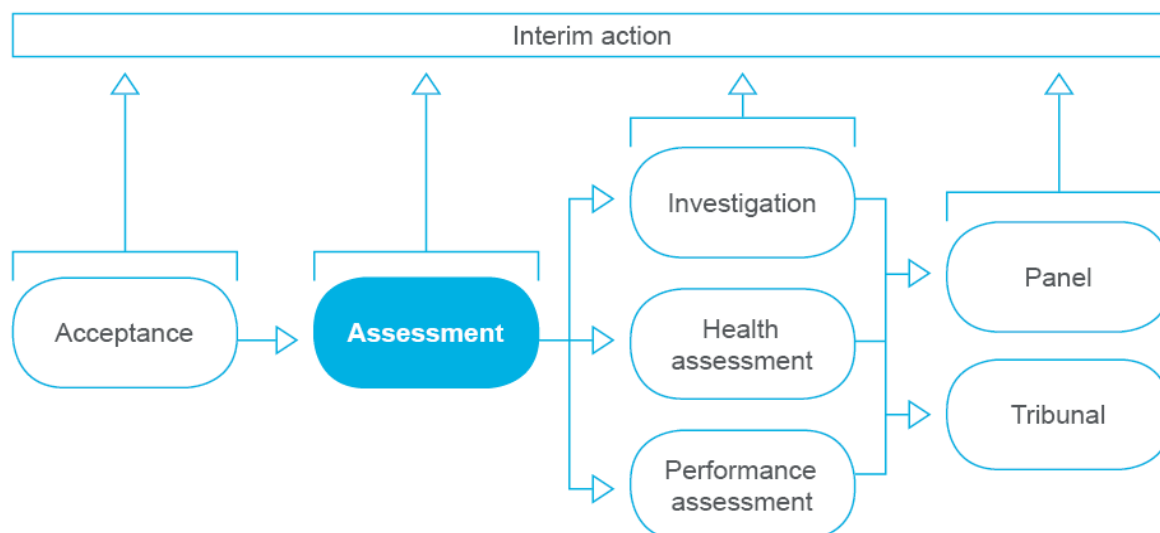 Interim action
Acceptance
Assessment
Investigation
Health
assessment
Performance
assessment
Panel
Tribunal